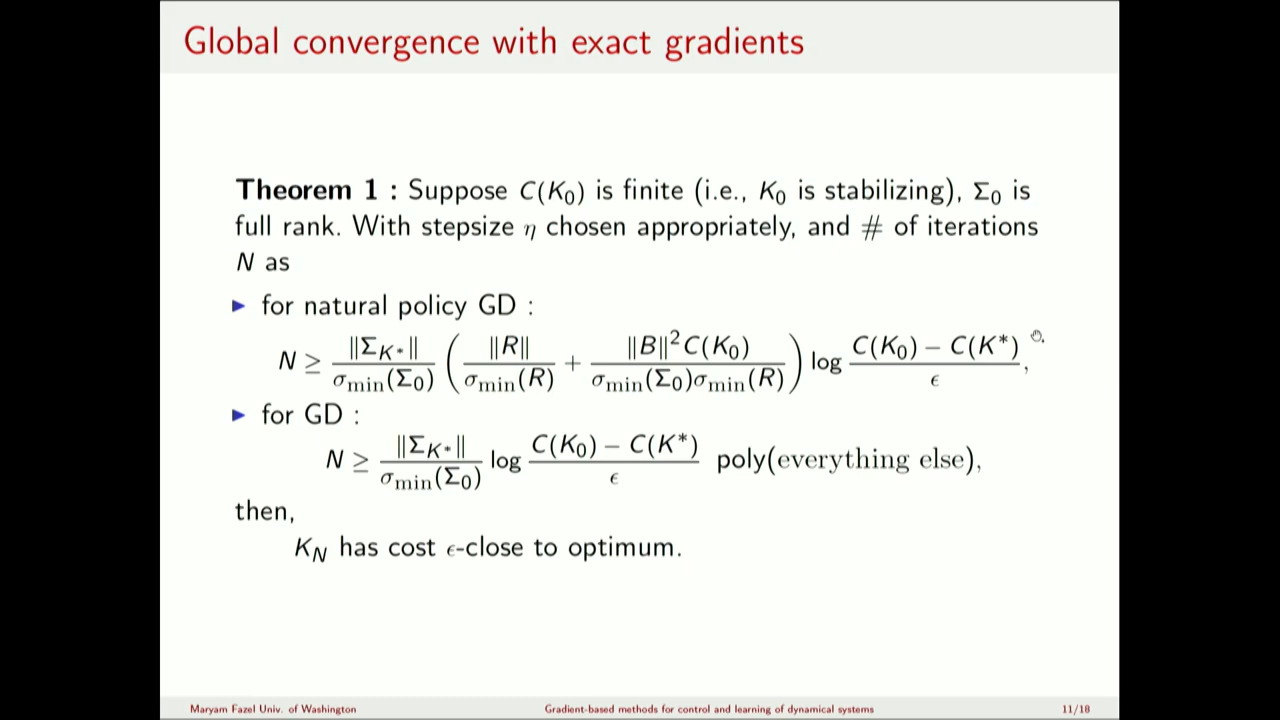 Global convergence with exact gradients
Theorem 1 : Suppose C(K₀) is finite (i.e., K₀ is stabilizing), Σ₀ is
full rank. With stepsize η chosen appropriately, and # of iterations
N as
▶ for natural policy GD :
N ≥ ‖Σ_{K*}‖ / σ_min(Σ₀) ( ‖R‖ / σ_min(R) + ‖B‖² C(K₀) / σ_min(Σ₀)σ_min(R) ) log C(K₀) − C(K*) / ϵ,
▶ for GD :
N ≥ ‖Σ_{K*}‖ / σ_min(Σ₀) log C(K₀) − C(K*) / ϵ poly(everything else),
then,
K_N has cost ϵ-close to optimum.
Maryam Fazel Univ. of Washington Gradient-based methods for control and learning of dynamical systems 11/18